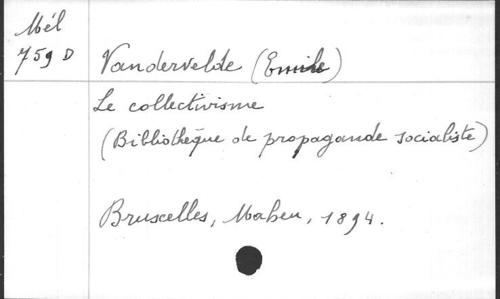 Mél
759 D
Vandervelde (Emile)
Le collectivisme
(Bibliothèque de propagande socialiste)
Bruxelles, Maheu, 1894.